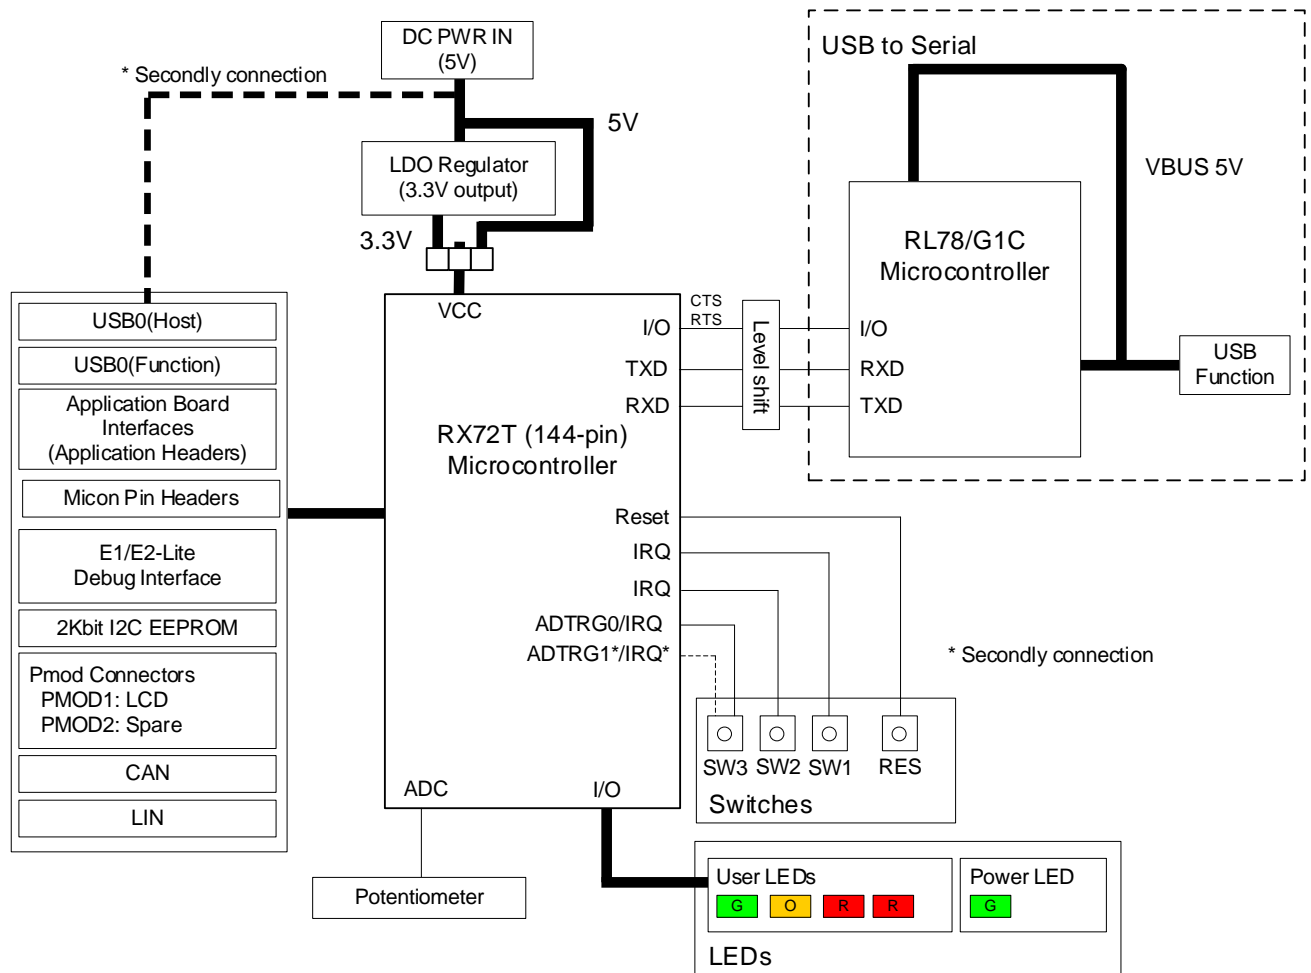 DC PWR IN
(5V)
* Secondly connection
5V
LDO Regulator
(3.3V output)
3.3V
USB to Serial
VBUS 5V
RL78/G1C
Microcontroller
I/O
RXD
TXD
USB
Function
CTS
RTS
Level shift
VCC
I/O
TXD
RXD
RX72T (144-pin)
Microcontroller
Reset
IRQ
IRQ
ADTRG0/IRQ
ADTRG1*/IRQ*
ADC
I/O
USB0(Host)
USB0(Function)
Application Board
Interfaces
(Application Headers)
Micon Pin Headers
E1/E2-Lite
Debug Interface
2Kbit I2C EEPROM
Pmod Connectors
PMOD1: LCD
PMOD2: Spare
CAN
LIN
* Secondly connection
SW3 SW2 SW1 RES
Switches
Potentiometer
User LEDs
G O R R
Power LED
G
LEDs